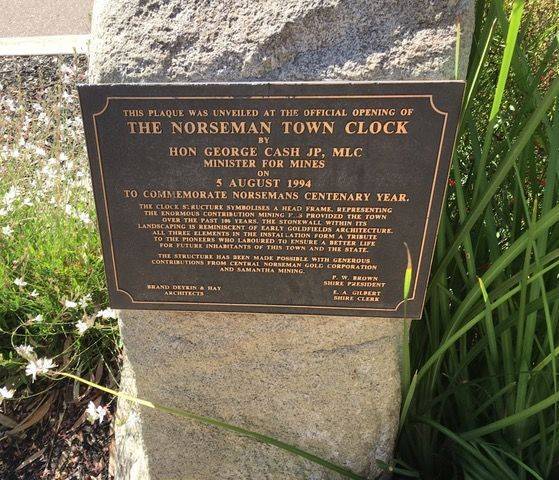 THIS PLAQUE WAS UNVEILED AT THE OFFICIAL OPENING OF
THE NORSEMAN TOWN CLOCK
BY
HON GEORGE CASH JP, MLC
MINISTER FOR MINES
ON
5 AUGUST 1994
TO COMMEMORATE NORSEMANS CENTENARY YEAR.
THE CLOCK STRUCTURE SYMBOLISES A HEAD FRAME, REPRESENTING
THE ENORMOUS CONTRIBUTION MINING HAS PROVIDED THE TOWN
OVER THE PAST 100 YEARS. THE STONEWALL WITHIN ITS
LANDSCAPING IS REMINISCENT OF EARLY GOLDFIELDS ARCHITECTURE.
ALL THREE ELEMENTS IN THE INSTALLATION FORM A TRIBUTE
TO THE PIONEERS WHO LABOURED TO ENSURE A BETTER LIFE
FOR FUTURE INHABITANTS OF THIS TOWN AND THE STATE.
THE STRUCTURE HAS BEEN MADE POSSIBLE WITH GENEROUS
CONTRIBUTIONS FROM CENTRAL NORSEMAN GOLD CORPORATION
AND SAMANTHA MINING.
P. W. BROWN
SHIRE PRESIDENT
BRAND DEYKIN & HAY
ARCHITECTS
E. A. GILBERT
SHIRE CLERK